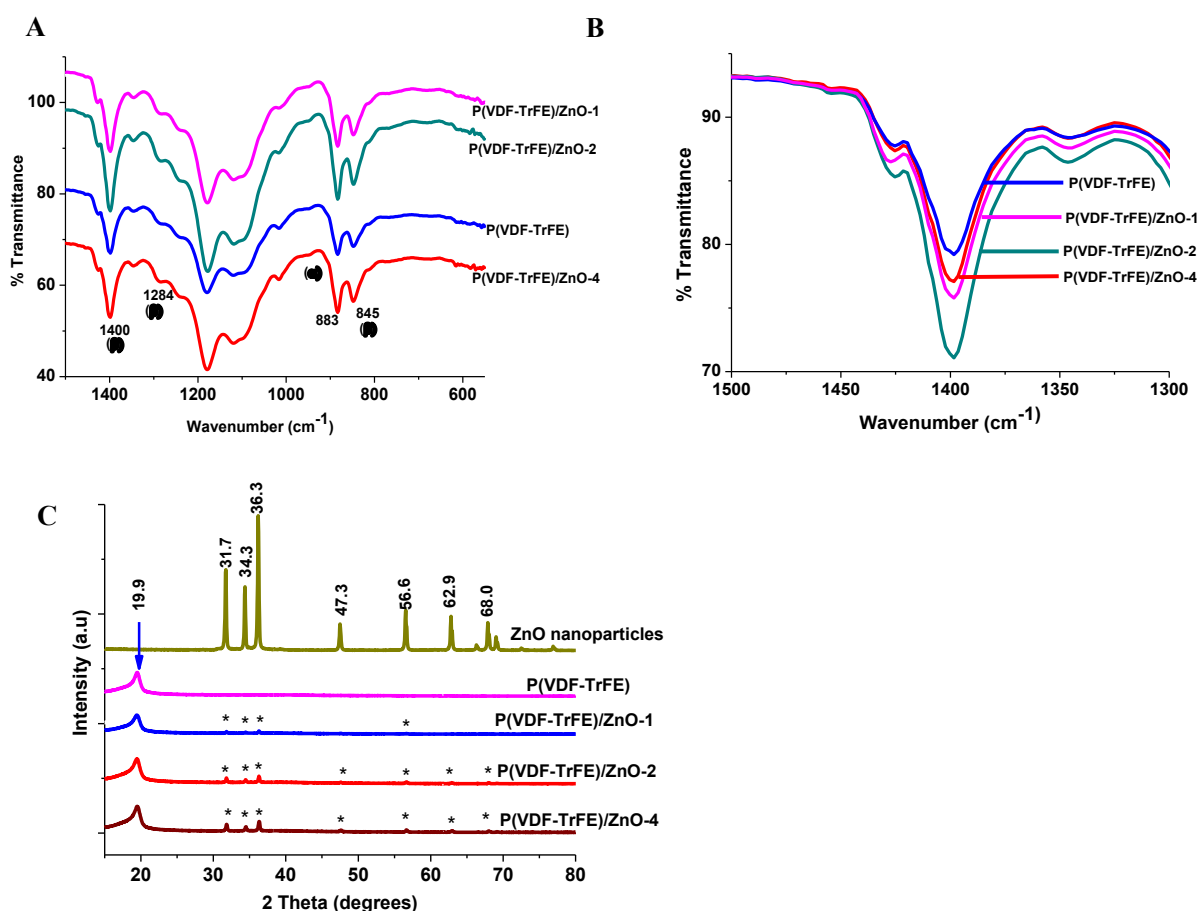 A
100
80
60
40
% Transmittance
P(VDF-TrFE)/ZnO-1
P(VDF-TrFE)/ZnO-2
P(VDF-TrFE)
P(VDF-TrFE)/ZnO-4
1400
1284
883
845
1400 1200 1000 800 600
Wavenumber (cm-1)
B
90
80
70
% Transmittance
P(VDF-TrFE)
P(VDF-TrFE)/ZnO-1
P(VDF-TrFE)/ZnO-2
P(VDF-TrFE)/ZnO-4
1500 1450 1400 1350 1300
Wavenumber (cm-1)
C
Intensity (a.u)
19.9
31.7
34.3
36.3
47.3
56.6
62.9
68.0
ZnO nanoparticles
P(VDF-TrFE)
P(VDF-TrFE)/ZnO-1
* * * *
P(VDF-TrFE)/ZnO-2
* * * * * * *
P(VDF-TrFE)/ZnO-4
* * * * * * *
20 30 40 50 60 70 80
2 Theta (degrees)